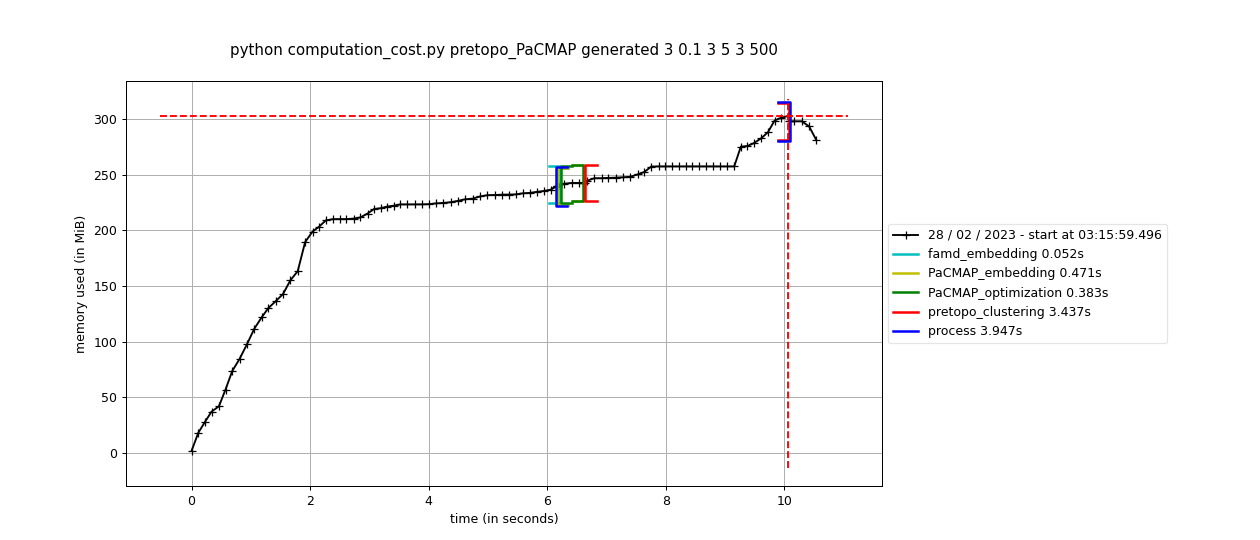 python computation_cost.py pretopo_PaCMAP generated 3 0.1 3 5 3 500
memory used (in MiB)
300
250
200
150
100
50
0
0 2 4 6 8 10
time (in seconds)
28 / 02 / 2023 - start at 03:15:59.496
famd_embedding 0.052s
PaCMAP_embedding 0.471s
PaCMAP_optimization 0.383s
pretopo_clustering 3.437s
process 3.947s